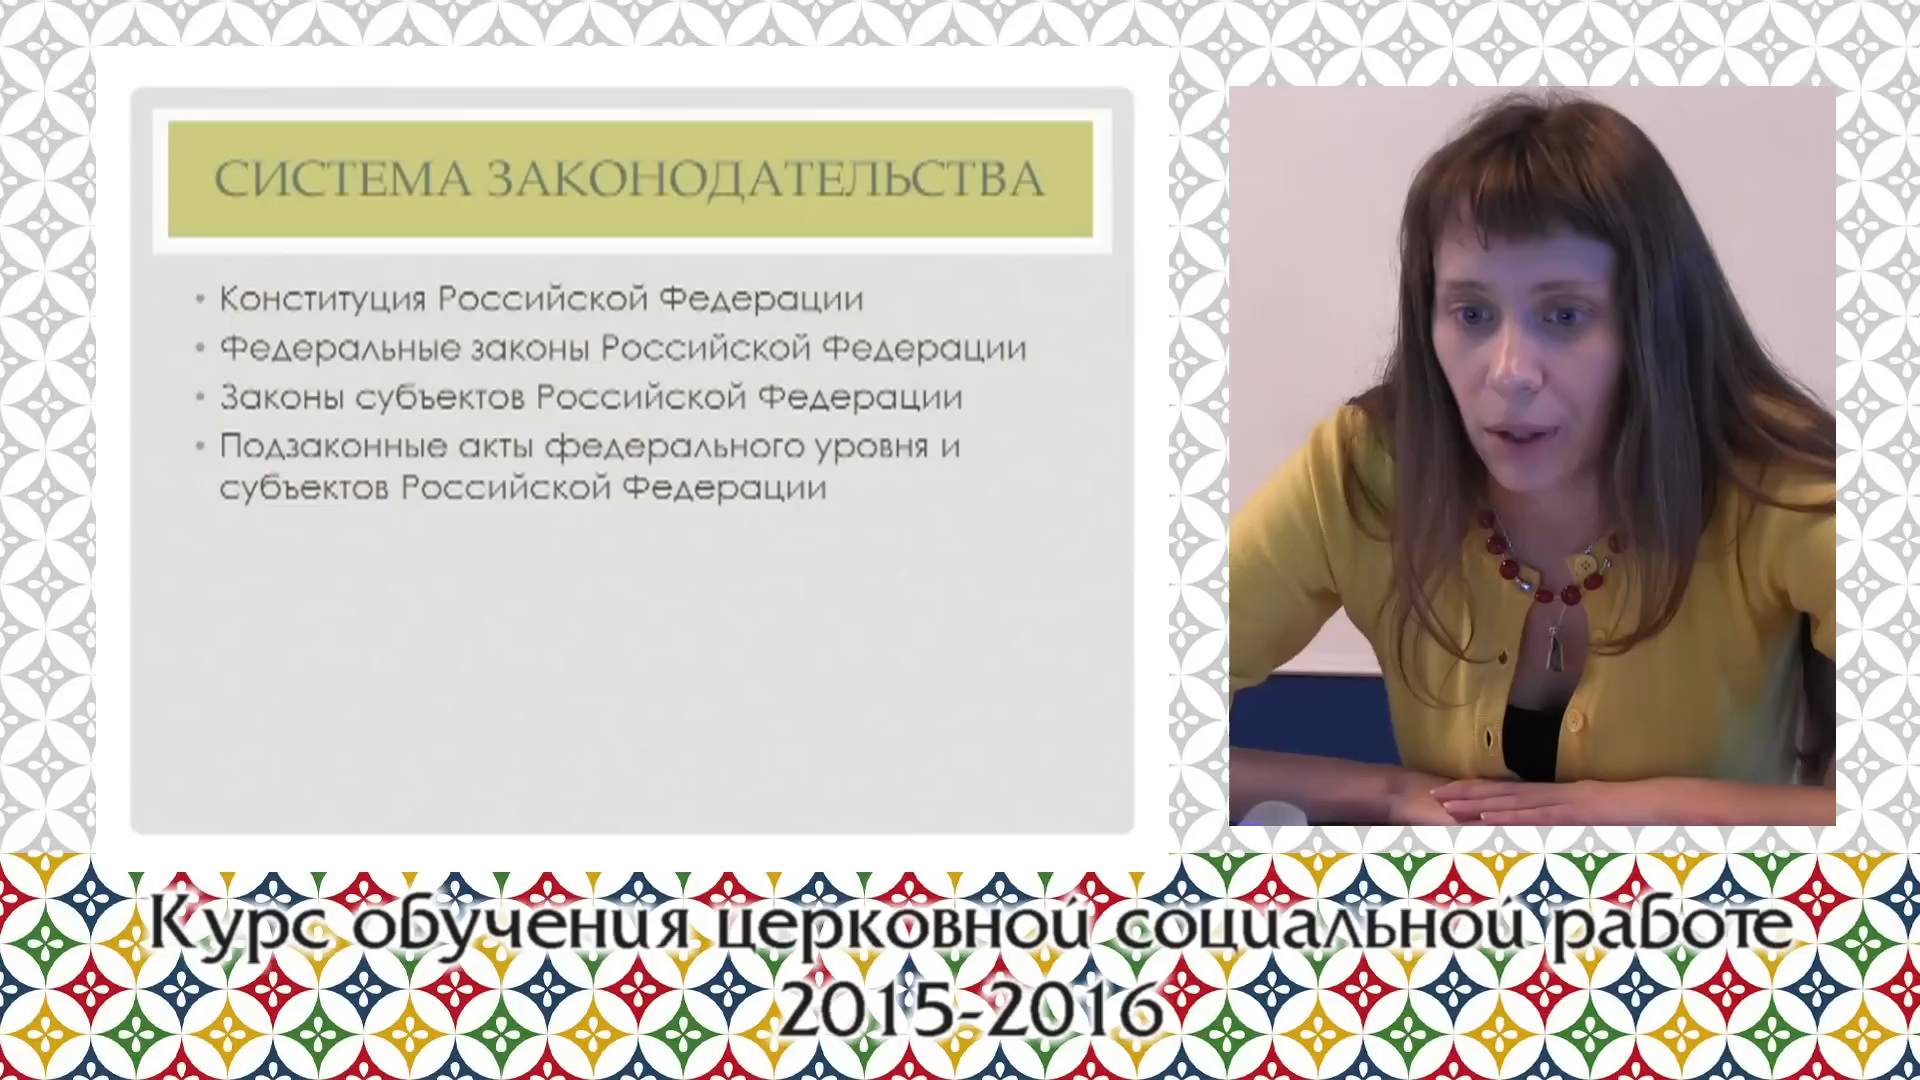 СИСТЕМА ЗАКОНОДАТЕЛЬСТВА
• Конституция Российской Федерации
• Федеральные законы Российской Федерации
• Законы субъектов Российской Федерации
• Подзаконные акты федерального уровня и
субъектов Российской Федерации
Курс обучения церковной социальной работе
2015-2016